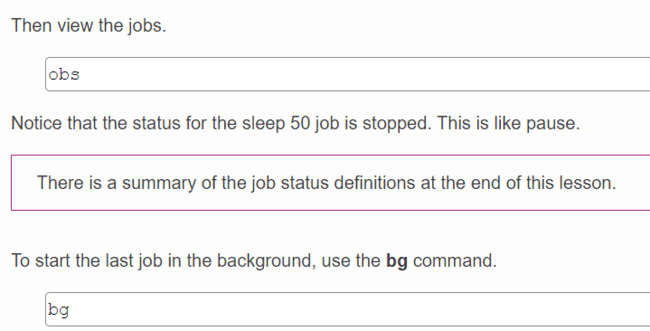 Then view the jobs.
obs
Notice that the status for the sleep 50 job is stopped. This is like pause.
There is a summary of the job status definitions at the end of this lesson.
To start the last job in the background, use the bg command.
bg